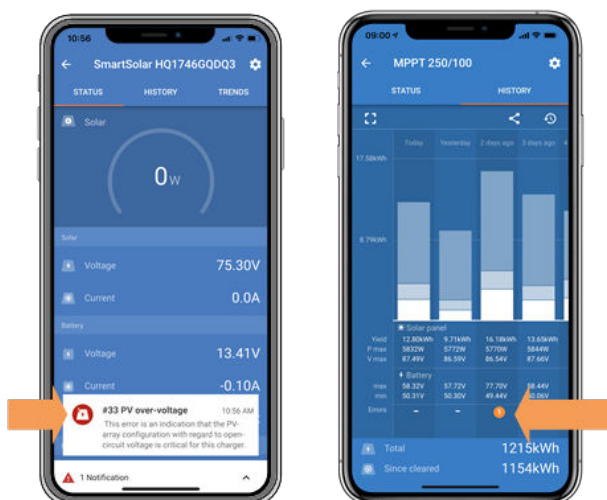 10:56
SmartSolar HQ1746GQDQ3
STATUS HISTORY TRENDS
Solar
0W
Solar
Voltage 75.30V
Current 0.0A
Battery
Voltage 13.41V
Current -0.10A
#33 PV over-voltage 10:56 AM
This error is an indication that the PV-
array configuration with regard to open-
circuit voltage is critical for this charger.
1 Notification
09:00
MPPT 250/100
STATUS HISTORY
Today Yesterday 2 days ago 3 days ago 4
17.58kWh
8.79kWh
Solar panel
Yield 12.80kWh 9.71kWh 16.18kWh 13.65kWh
P max 5832W 5772W 5770W 5844W
V max 87.49V 86.59V 86.54V 87.66V
Battery
max 58.32V 57.72V 77.70V 58.44V
min 50.31V 50.30V 49.44V 50.06V
Errors - - 1
Total 1215kWh
Since cleared 1154kWh